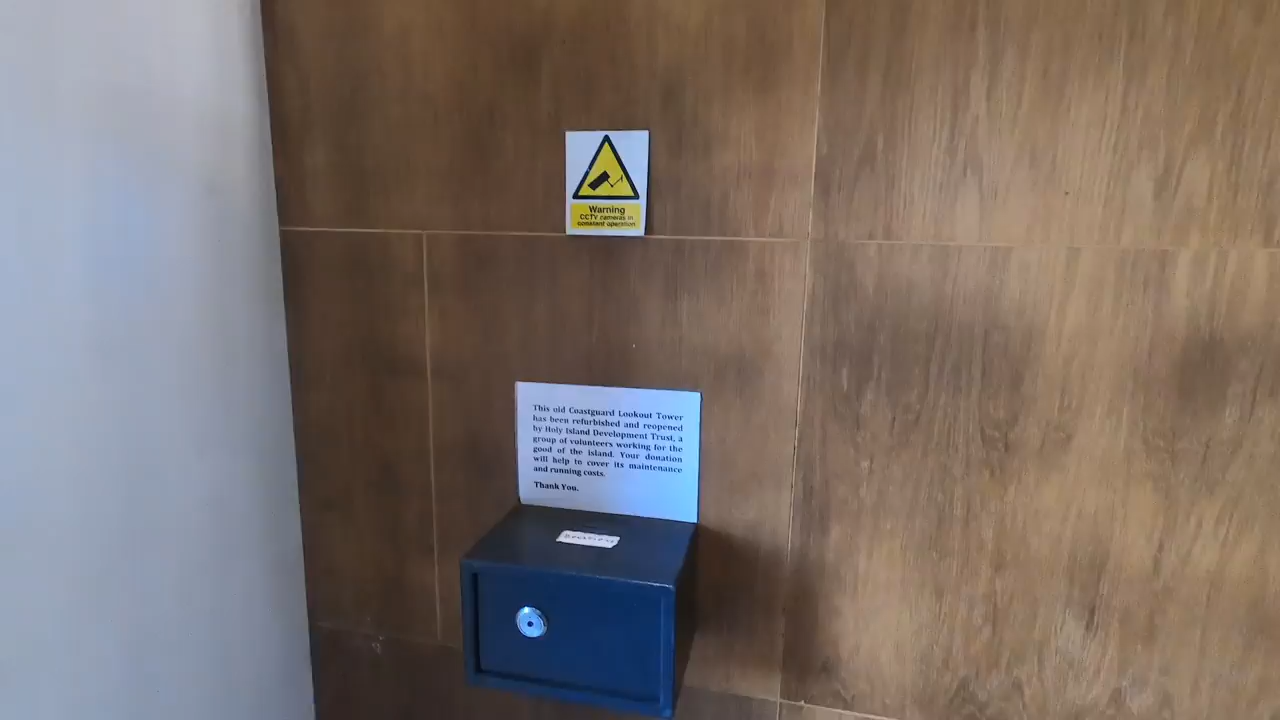 Warning
CCTV cameras in
constant operation
This old Coastguard Lookout Tower
has been refurbished and reopened
by Holy Island Development Trust, a
group of volunteers working for the
good of the island. Your donation
will help to cover its maintenance
and running costs.
Thank You.
Donations